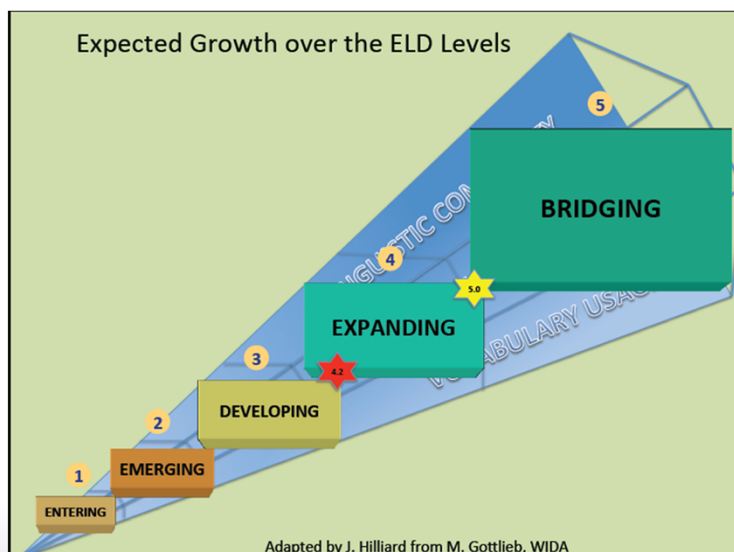 Expected Growth over the ELD Levels
5
BRIDGING
4
5.0
EXPANDING
3
4.2
DEVELOPING
2
EMERGING
1
ENTERING
VOCABULARY
Adapted by J. Hilliard from M. Gottlieb, WIDA